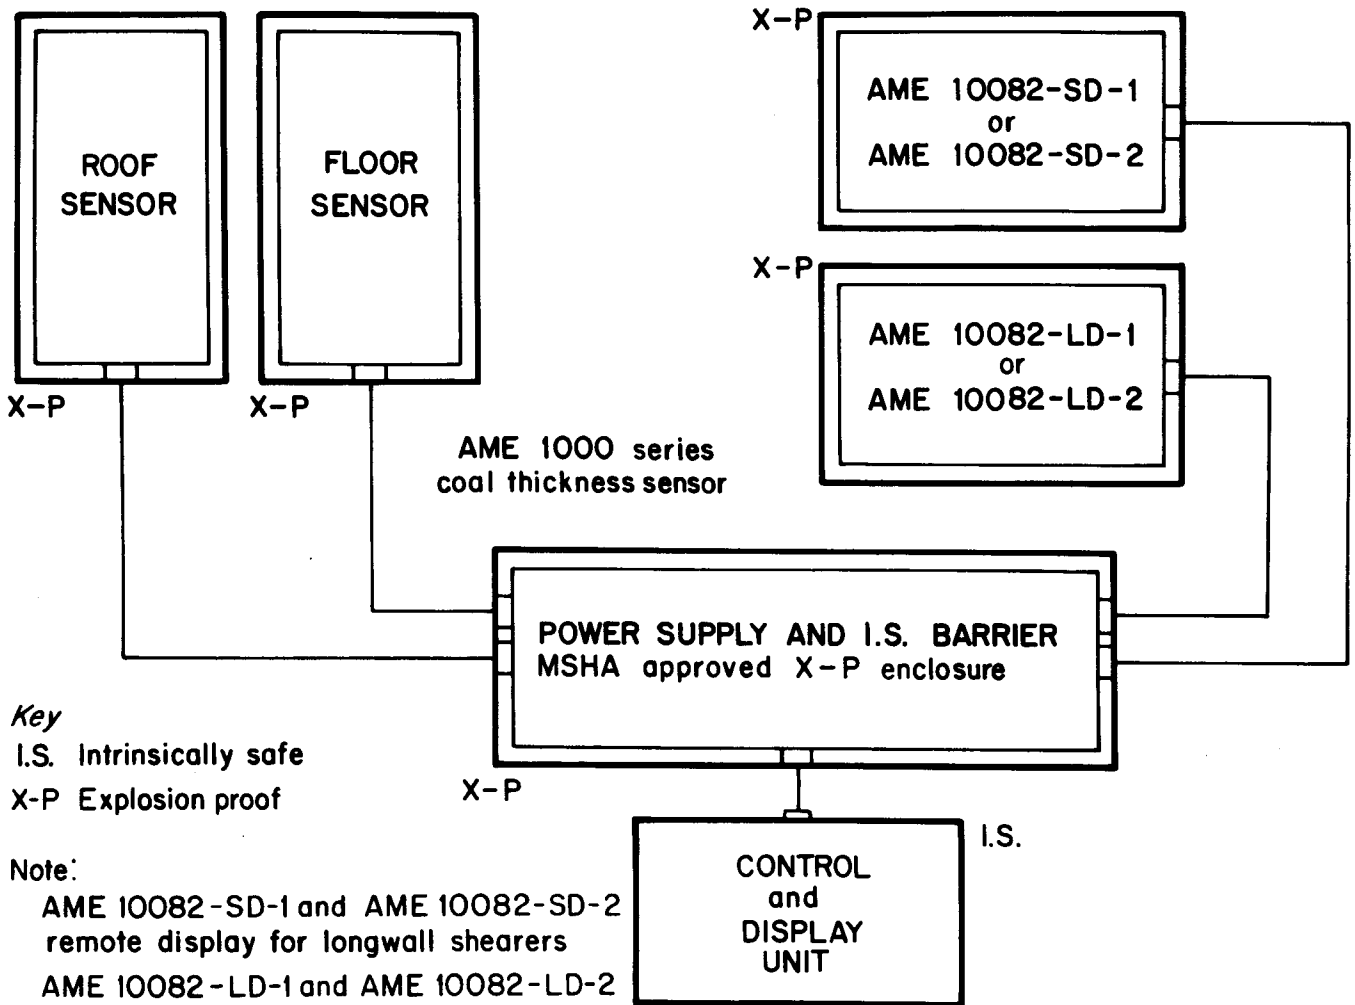 ROOF
SENSOR
X-P
FLOOR
SENSOR
X-P
X-P
AME 10082-SD-1
or
AME 10082-SD-2
X-P
AME 10082-LD-1
or
AME 10082-LD-2
AME 1000 series
coal thickness sensor
POWER SUPPLY AND I.S. BARRIER
MSHA approved X-P enclosure
X-P
CONTROL
and
DISPLAY
UNIT
I.S.
Key
I.S. Intrinsically safe
X-P Explosion proof
Note:
AME 10082-SD-1 and AME 10082-SD-2
remote display for longwall shearers
AME 10082-LD-1 and AME 10082-LD-2